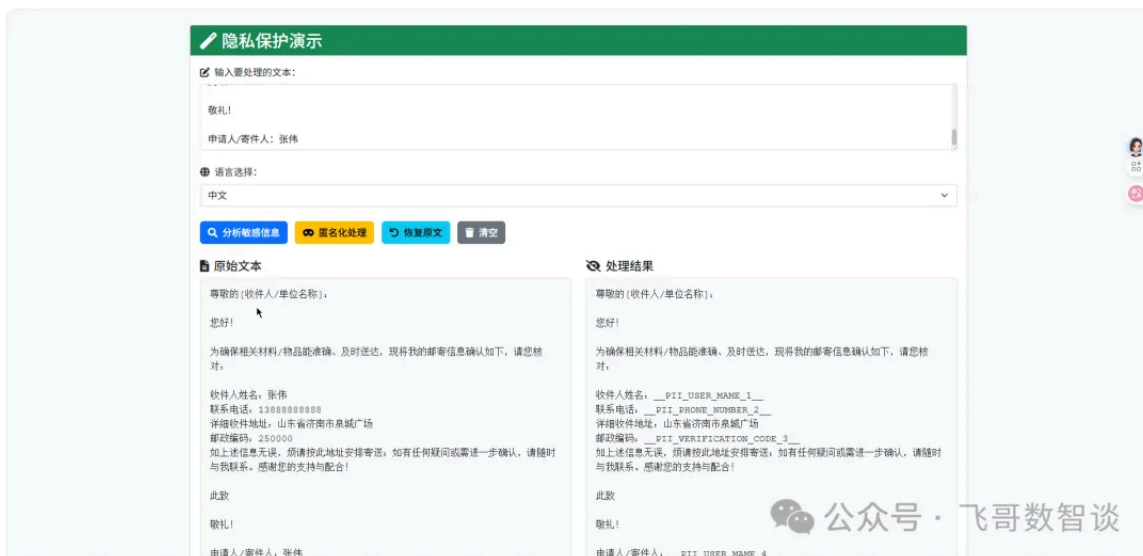 隐私保护演示
输入要处理的文本：
敬礼！
申请人/寄件人：张伟
语言选择：
中文
分析敏感信息
匿名化处理
恢复原文
清空
原始文本
尊敬的[收件人/单位名称]，
您好！
为确保相关材料/物品能准确、及时送达，现将我的邮寄信息确认如下，请您核
对，
收件人姓名，张伟
联系电话，13888888888
详细收件地址，山东省济南市泉城广场
邮政编码，250000
如上述信息无误，烦请按此地址安排寄送；如有任何疑问或需进一步确认，请随时
与我联系。感谢您的支持与配合！
此致
敬礼！
申请人/寄件人，张伟
处理结果
尊敬的[收件人/单位名称]，
您好！
为确保相关材料/物品能准确、及时送达，现将我的邮寄信息确认如下，请您核
对，
收件人姓名，__PII_USER_MAME_1__
联系电话，__PII_PHONE_NUMBER_2__
详细收件地址，山东省济南市泉城广场
邮政编码，__PII_VERIFICATION_CODE_3__
如上述信息无误，烦请按此地址安排寄送；如有任何疑问或需进一步确认，请随时
与我联系。感谢您的支持与配合！
此致
敬礼！
申请人/寄件人，__PII_USER_MAME_4__
公众号 · 飞哥数智谈